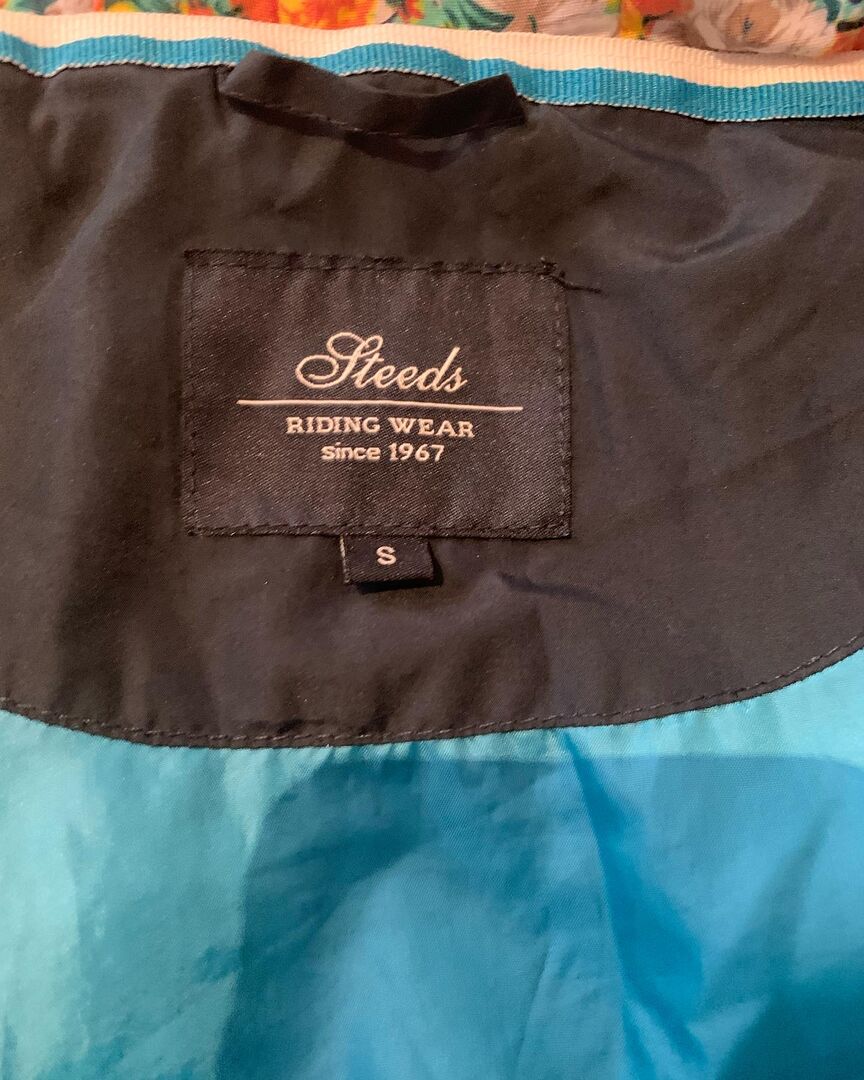 Steeds
RIDING WEAR
since 1967
S